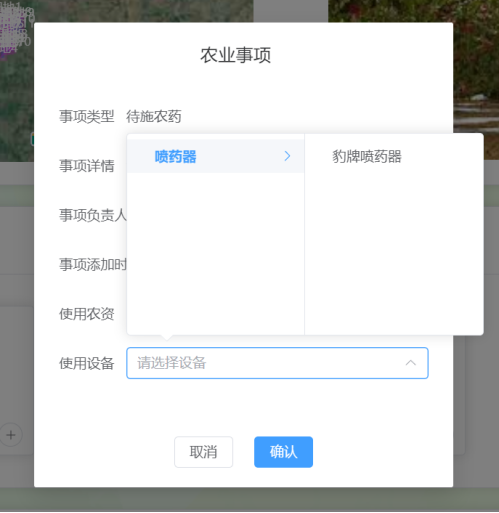 农业事项
事项类型 待施农药
喷药器 豹牌喷药器
事项详情
事项负责人
事项添加时
使用农资
使用设备 请选择设备
取消 确认